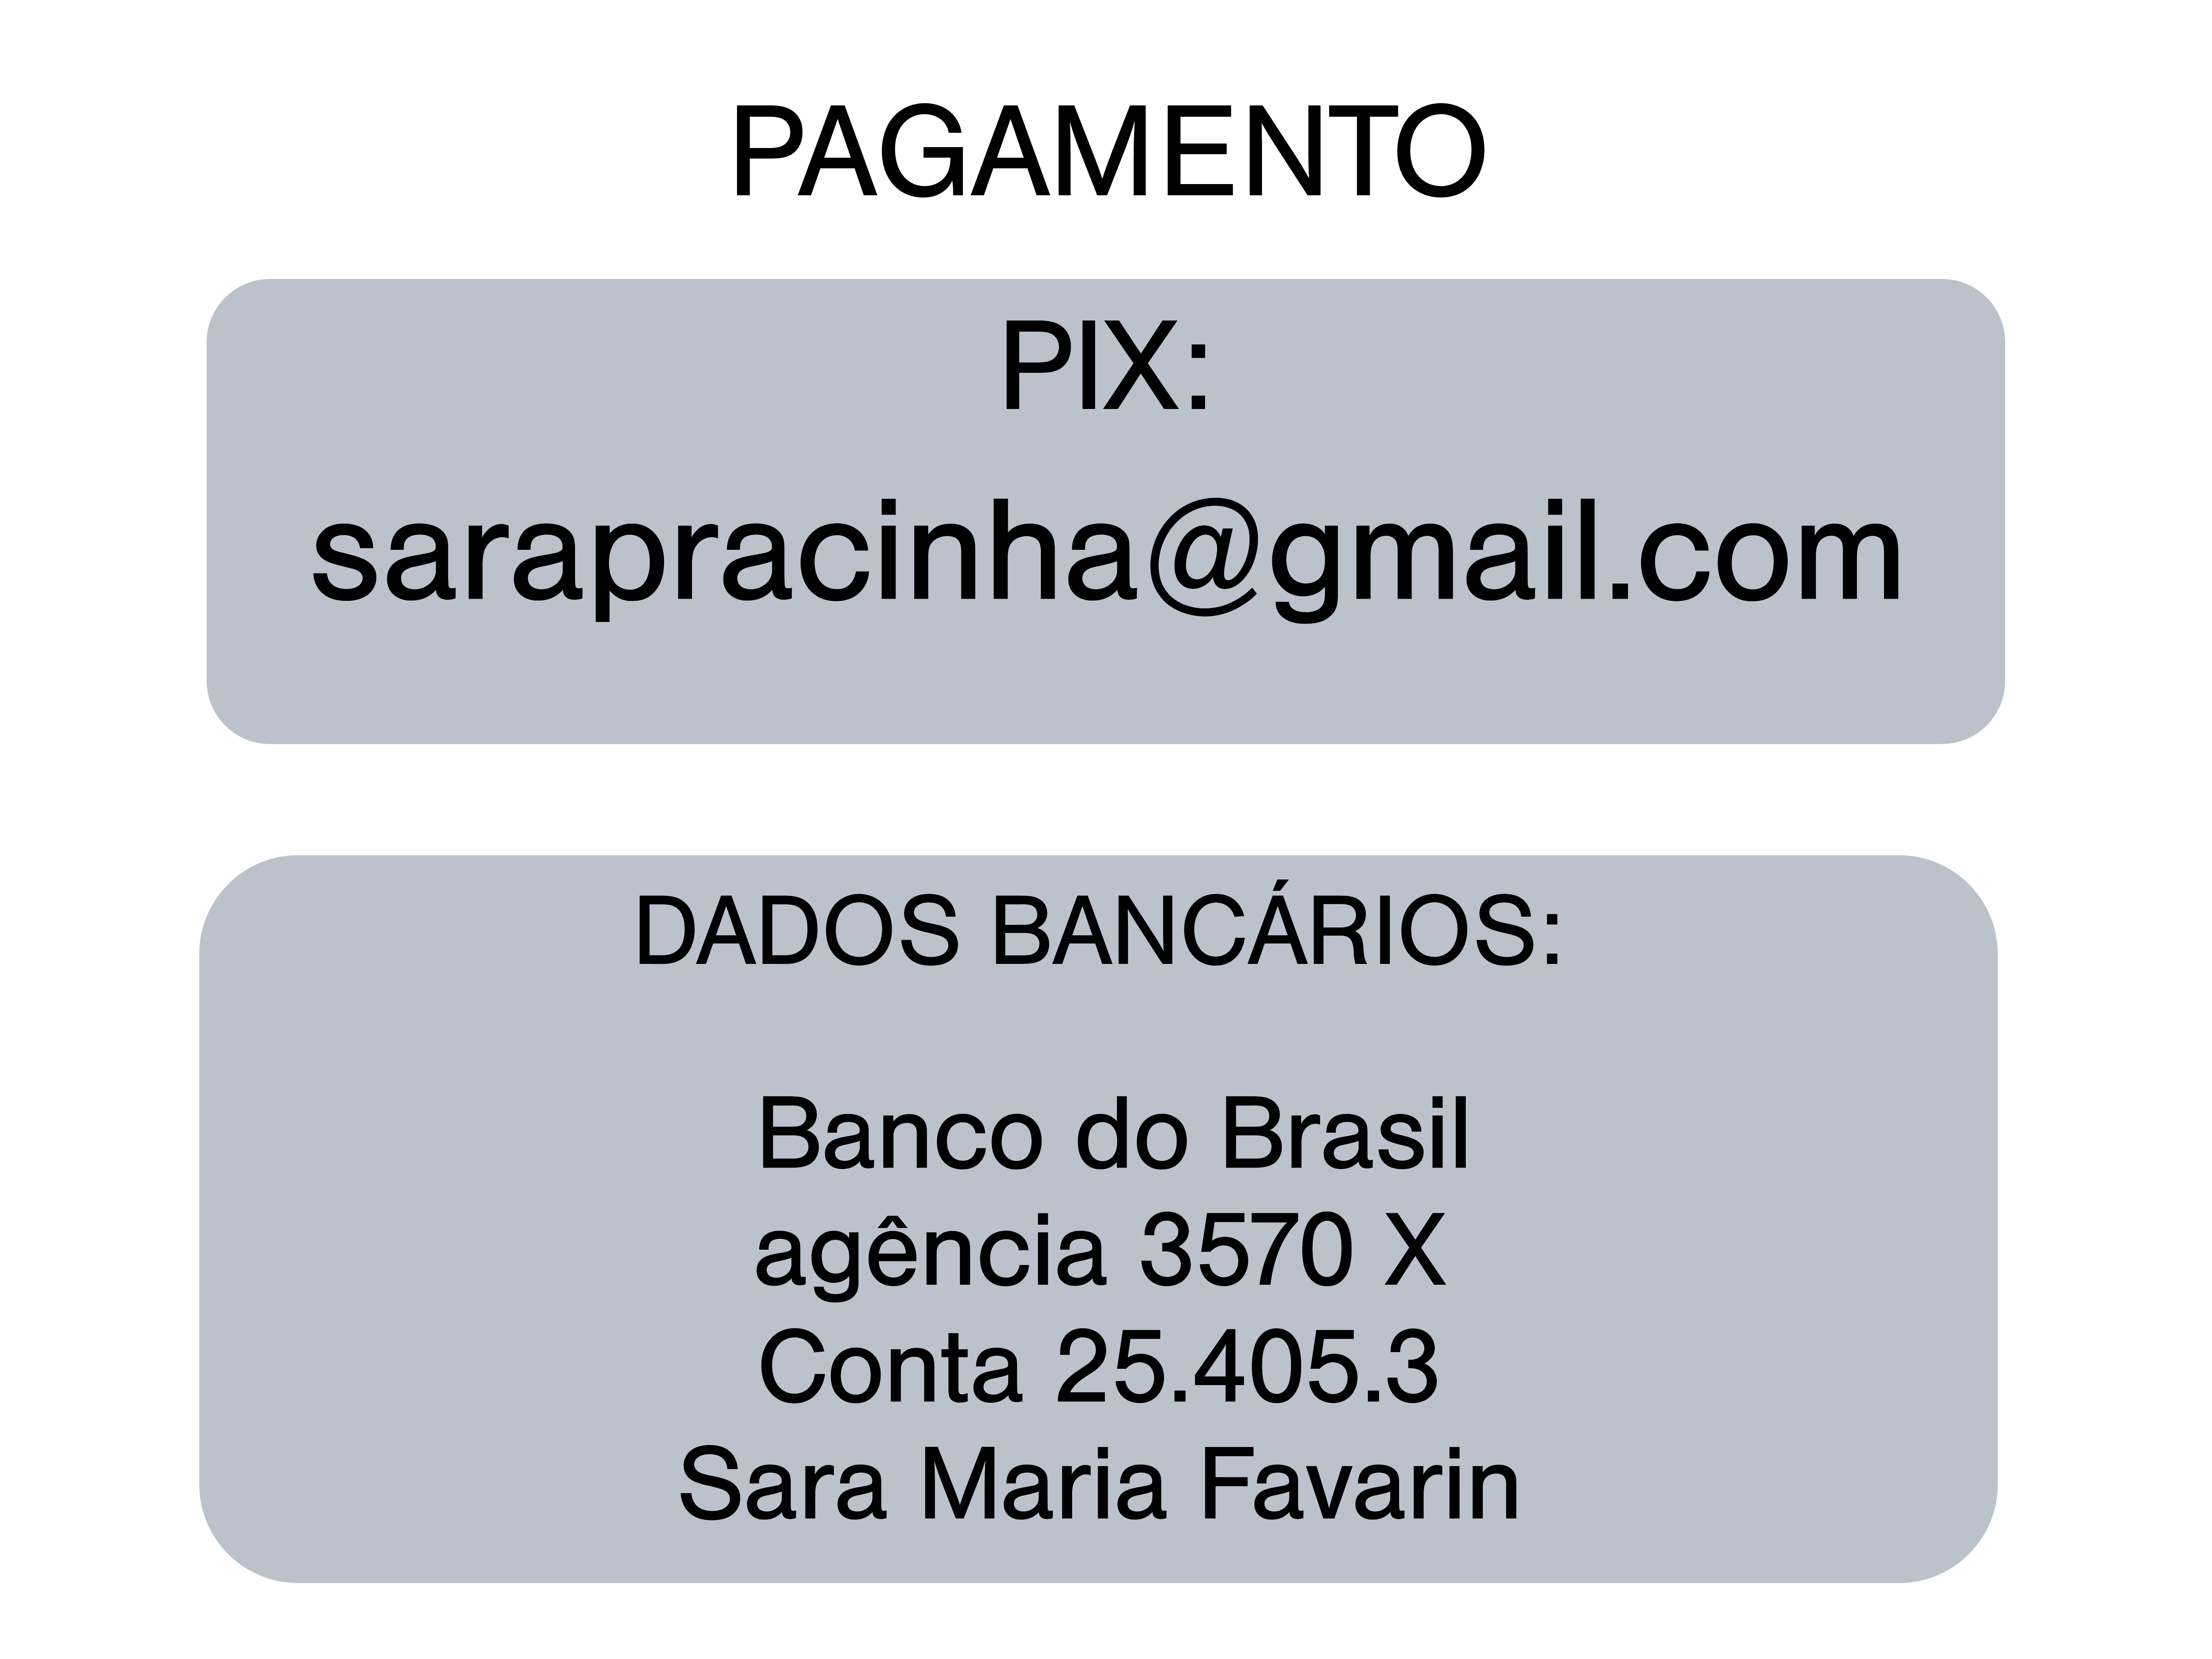 PAGAMENTO
PIX:
sarapracinha@gmail.com
DADOS BANCÁRIOS:
Banco do Brasil
agência 3570 X
Conta 25.405.3
Sara Maria Favarin